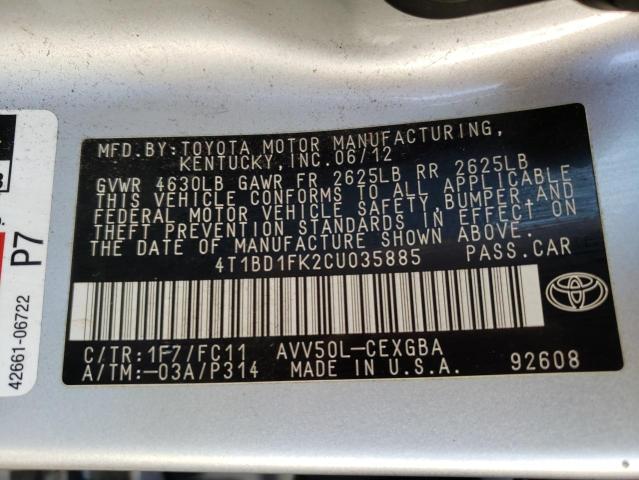 MFD.BY:TOYOTA MOTOR MANUFACTURING,
KENTUCKY, INC.06/12
GVWR 4630LB GAWR FR 2625LB RR 2625LB
THIS VEHICLE CONFORMS TO ALL APPLICABLE
FEDERAL MOTOR VEHICLE SAFETY,BUMPER,AND
THEFT PREVENTION STANDARDS IN EFFECT ON
THE DATE OF MANUFACTURE SHOWN ABOVE.
4T1BD1FK2CU035885 PASS.CAR
C/TR:1F7/FC11 AVV50L-CEXGBA
A/TM:-03A/P314 MADE IN U.S.A. 92608
P7
42661-06722